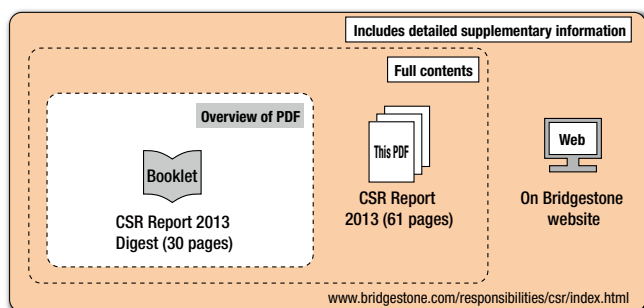 Includes detailed supplementary information
Full contents
Overview of PDF
Booklet
CSR Report 2013
Digest (30 pages)
This PDF
CSR Report
2013 (61 pages)
Web
On Bridgestone
website
www.bridgestone.com/responsibilities/csr/index.html